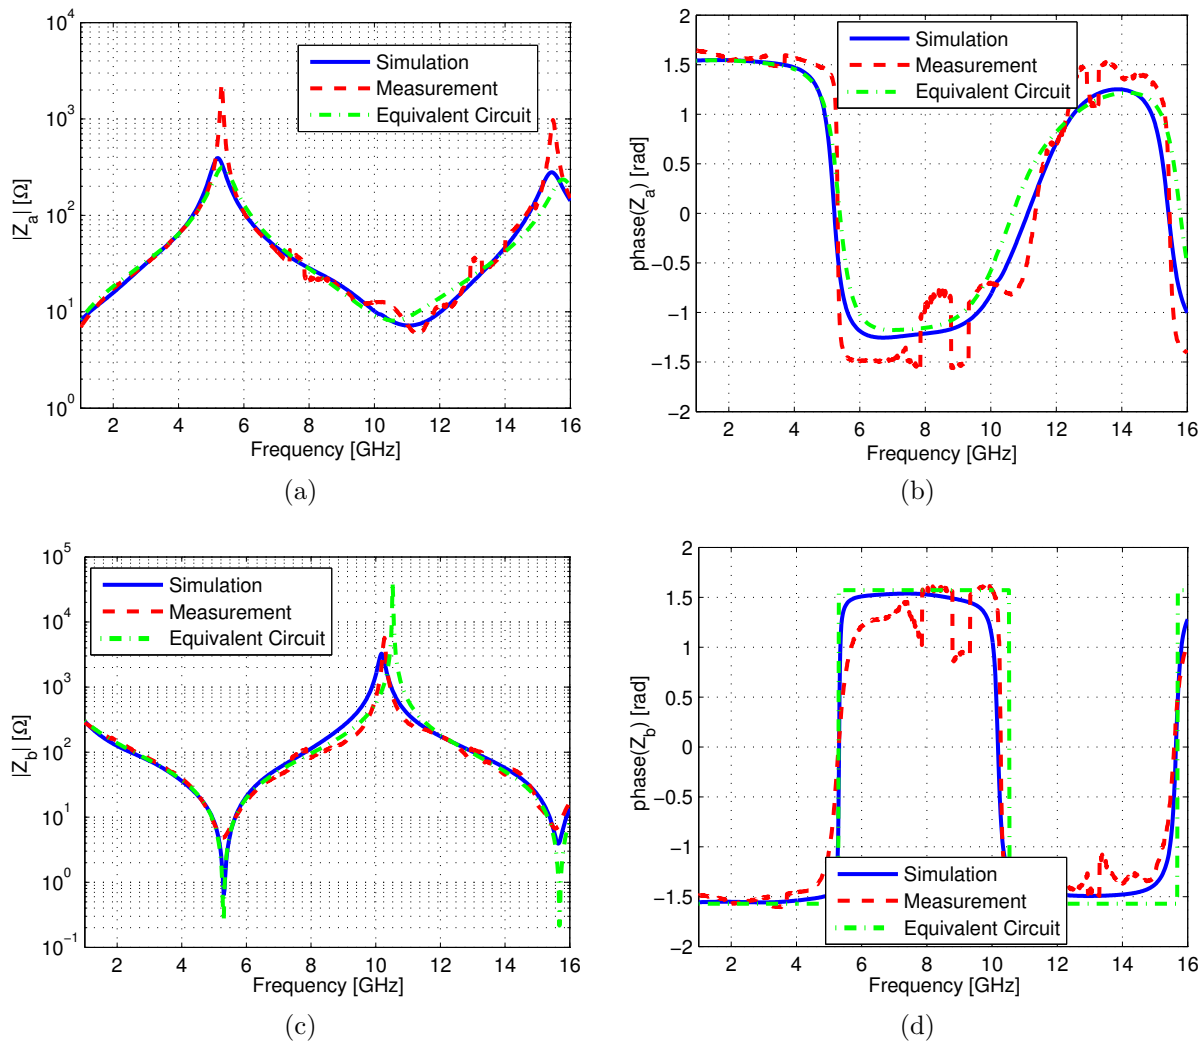 10^4
10^3
10^2
10^1
10^0
|Z_a| [Ω]
Simulation
Measurement
Equivalent Circuit
2 4 6 8 10 12 14 16
Frequency [GHz]
(a)
2
1.5
1
0.5
0
−0.5
−1
−1.5
−2
phase(Z_a) [rad]
Simulation
Measurement
Equivalent Circuit
2 4 6 8 10 12 14 16
Frequency [GHz]
(b)
10^5
10^4
10^3
10^2
10^1
10^0
10^−1
|Z_b| [Ω]
Simulation
Measurement
Equivalent Circuit
2 4 6 8 10 12 14 16
Frequency [GHz]
(c)
2
1.5
1
0.5
0
−0.5
−1
−1.5
−2
phase(Z_b) [rad]
Simulation
Measurement
Equivalent Circuit
2 4 6 8 10 12 14 16
Frequency [GHz]
(d)